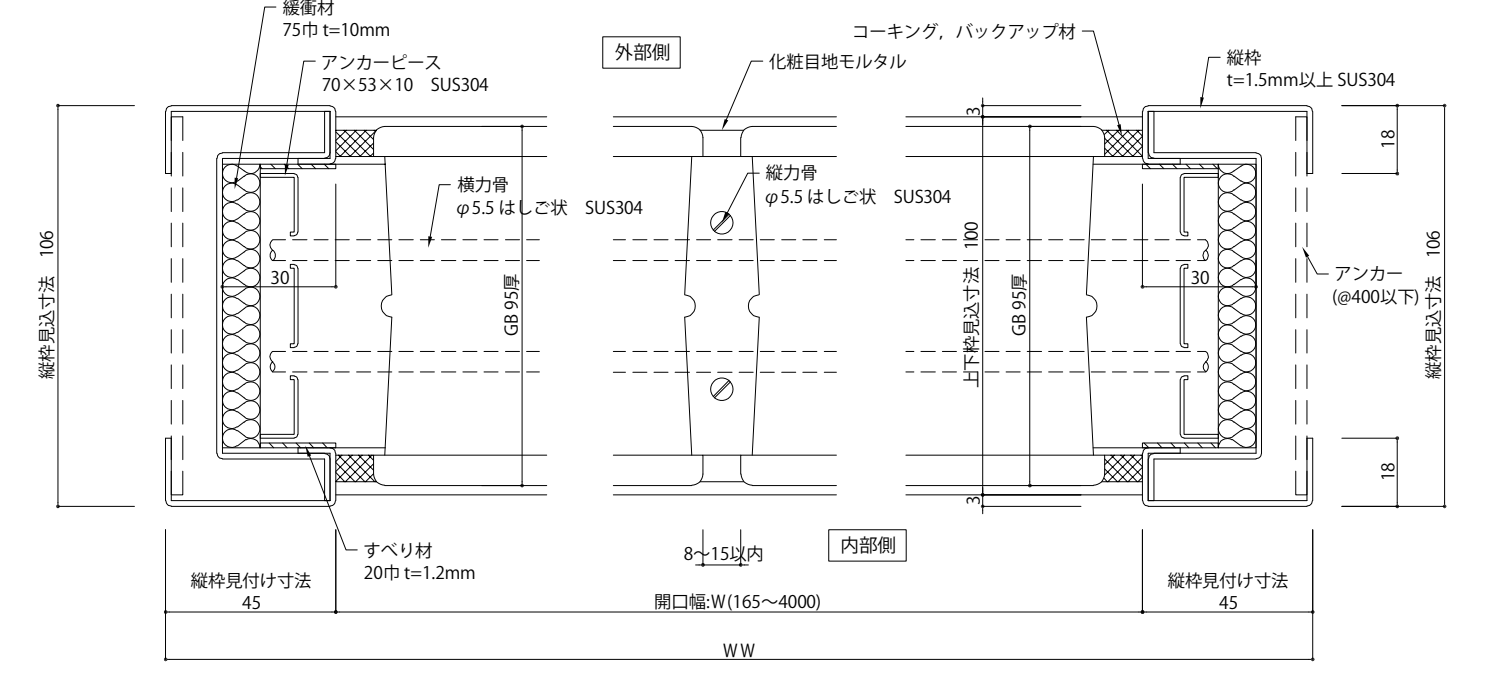 緩衝材
75巾 t=10mm
アンカーピース
70×53×10　SUS304
外部側
化粧目地モルタル
コーキング，バックアップ材
縦枠
t=1.5mm以上 SUS304
3
18
横力骨
φ5.5 はしご状　SUS304
縦力骨
φ5.5 はしご状　SUS304
縦枠見込寸法　106
30
GB 95厚
上下枠見込寸法　100
GB 95厚
30
アンカー
(@400以下)
縦枠見込寸法　106
18
3
すべり材
20巾 t=1.2mm
8〜15以内
内部側
縦枠見付け寸法
45
開口幅:W(165〜4000)
縦枠見付け寸法
45
WW